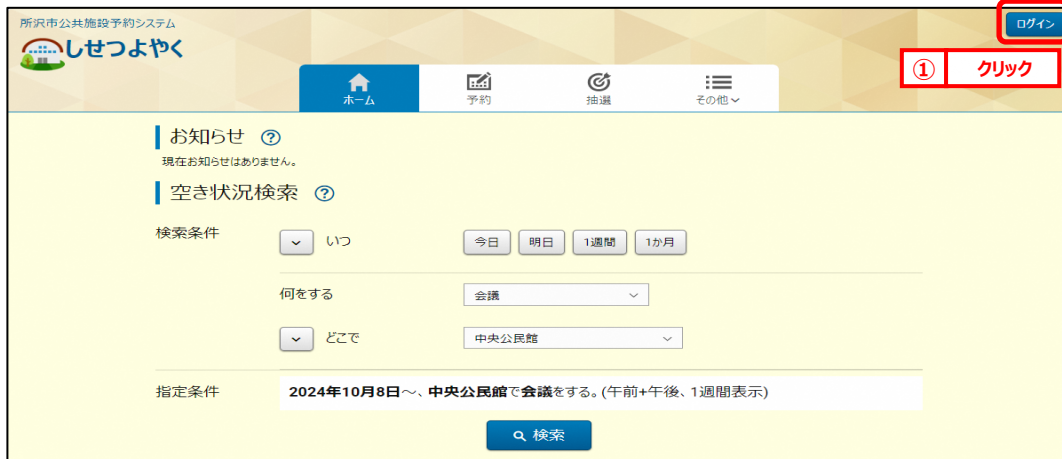 所沢市公共施設予約システム
しせつよやく
ログイン
① クリック
ホーム 予約 抽選 その他
お知らせ ?
現在お知らせはありません。
空き状況検索 ?
検索条件 いつ 今日 明日 1週間 1か月
何をする 会議
どこで 中央公民館
指定条件 2024年10月8日～、中央公民館で会議をする。(午前+午後、1週間表示)
検索